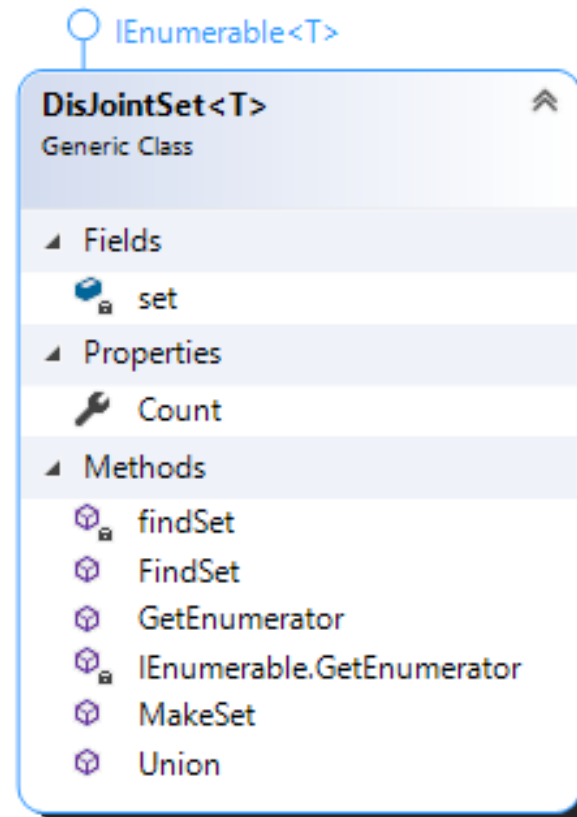 IEnumerable<T>
DisJointSet<T>
Generic Class
Fields
set
Properties
Count
Methods
findSet
FindSet
GetEnumerator
IEnumerable.GetEnumerator
MakeSet
Union